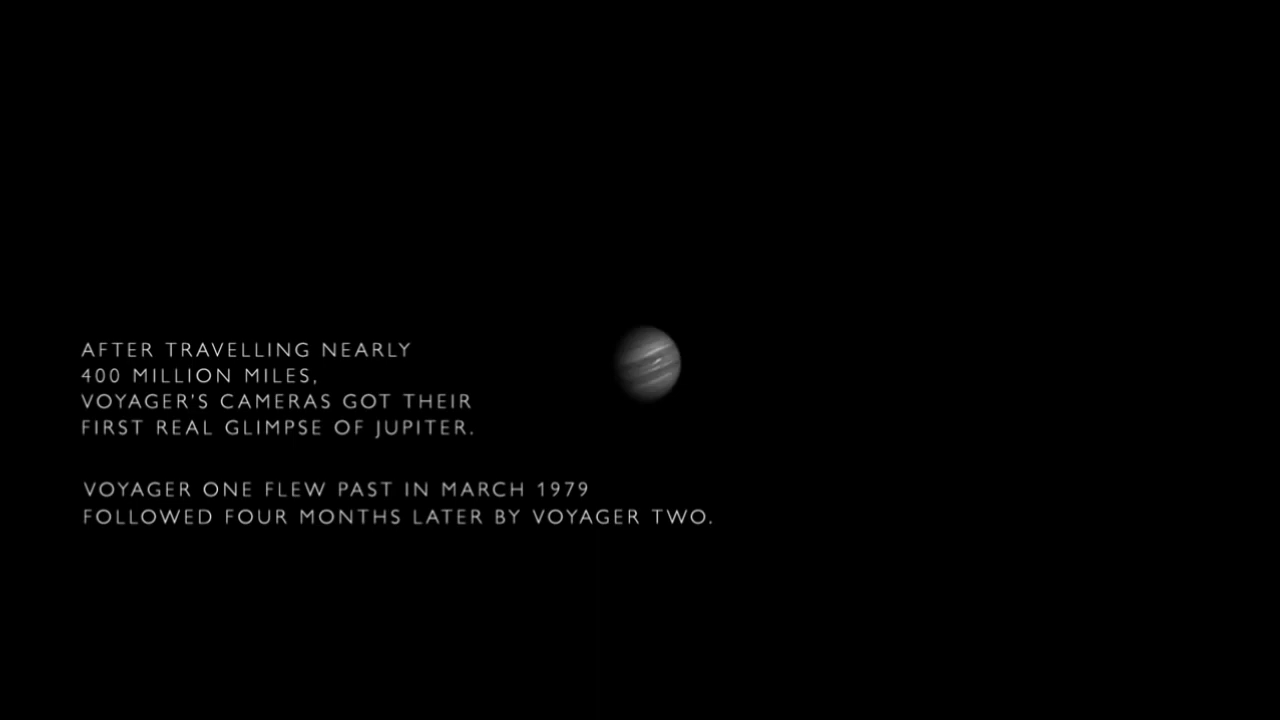 AFTER TRAVELLING NEARLY
400 MILLION MILES,
VOYAGER'S CAMERAS GOT THEIR
FIRST REAL GLIMPSE OF JUPITER.
VOYAGER ONE FLEW PAST IN MARCH 1979
FOLLOWED FOUR MONTHS LATER BY VOYAGER TWO.